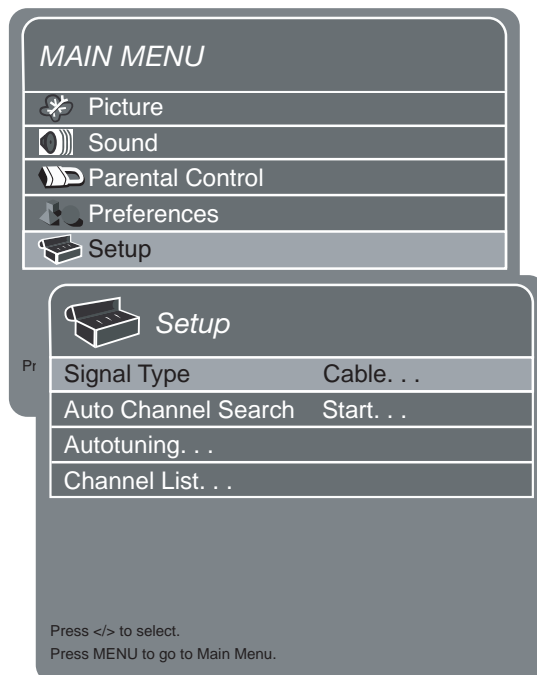 MAIN MENU
Picture
Sound
Parental Control
Preferences
Setup
Pr
Setup
Signal Type Cable. . .
Auto Channel Search Start. . .
Autotuning. . .
Channel List. . .
Press </> to select.
Press MENU to go to Main Menu.